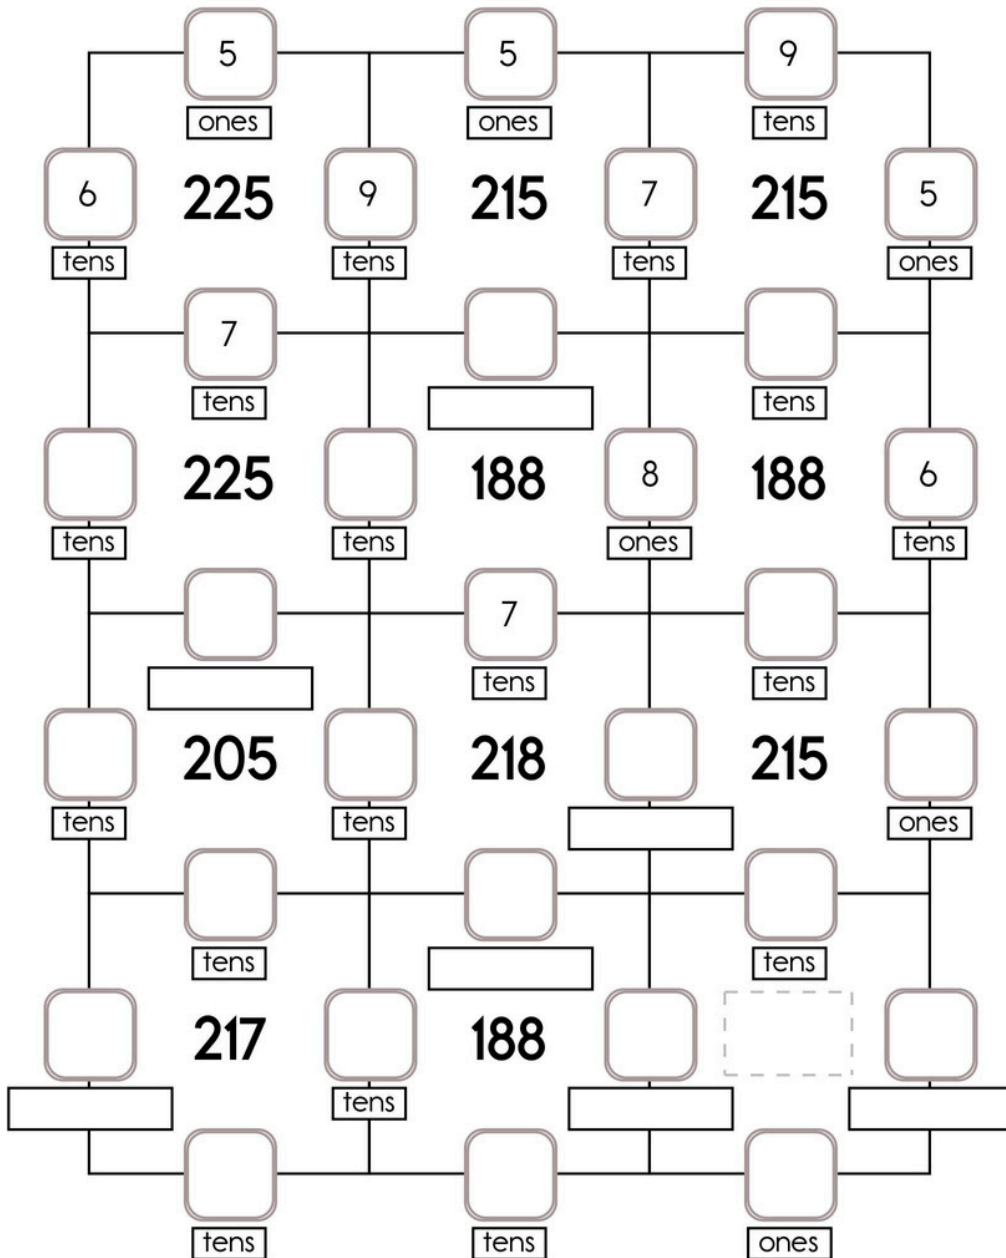 5 5 9
ones ones tens
6 225 9 215 7 215 5
tens tens tens ones
7
tens tens
225 188 8 188 6
tens tens ones tens
7
tens tens
205 218 215
tens tens ones
tens tens
217 188
tens
tens tens ones